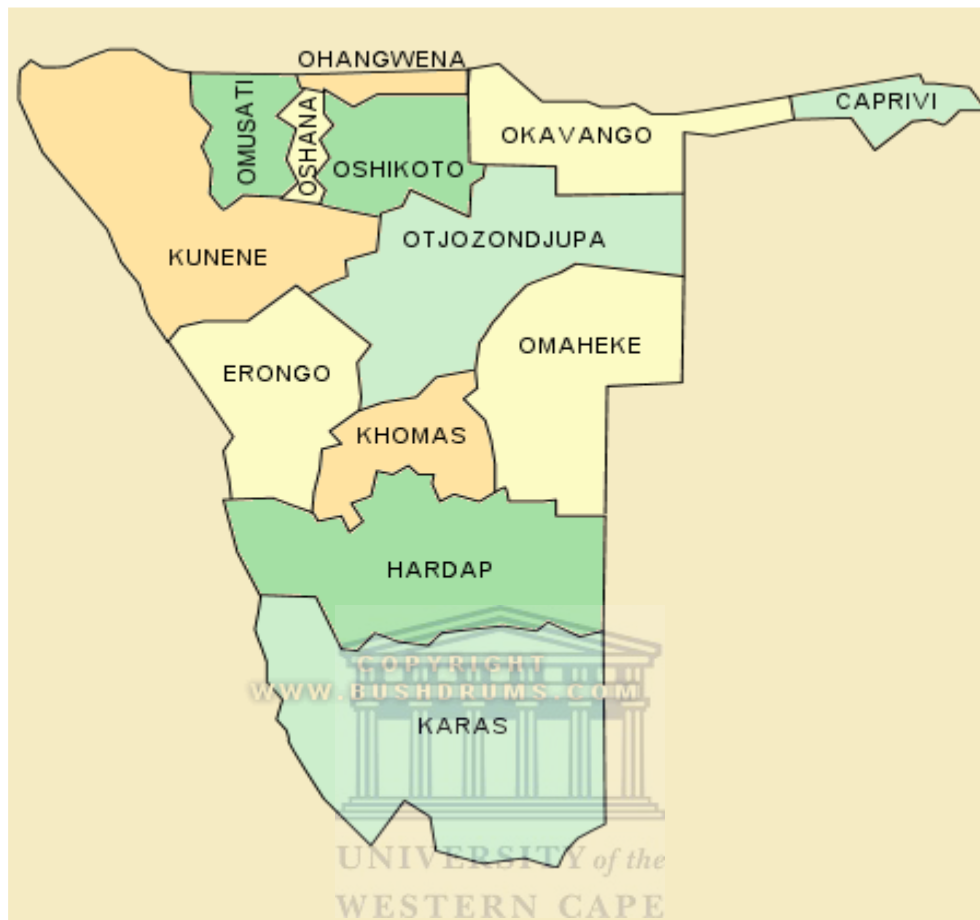 OHANGWENA
OMUSATI
OSHANA
OSHIKOTO
OKAVANGO
CAPRIVI
KUNENE
OTJOZONDJUPA
ERONGO
OMAHEKE
KHOMAS
HARDAP
COPYRIGHT
WWW.BUSHDRUMS.COM
KARAS
UNIVERSITY of the
WESTERN CAPE